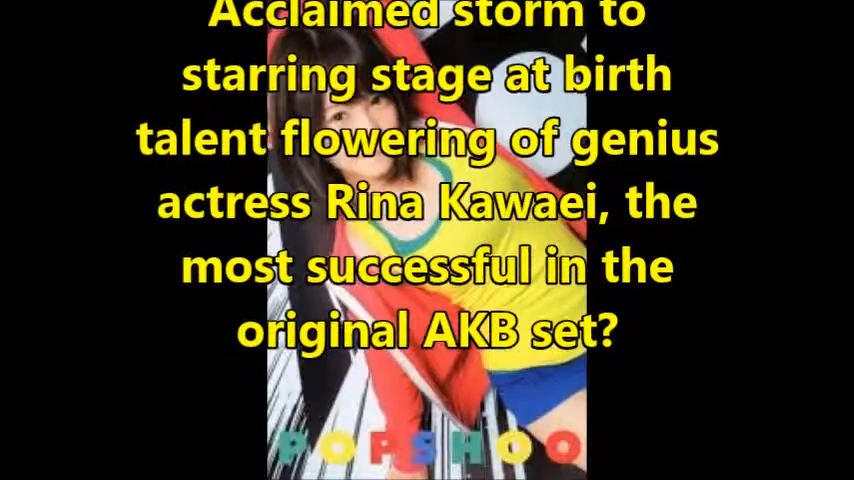 Acclaimed storm to
starring stage at birth
talent flowering of genius
actress Rina Kawaei, the
most successful in the
original AKB set?
POPSHOO